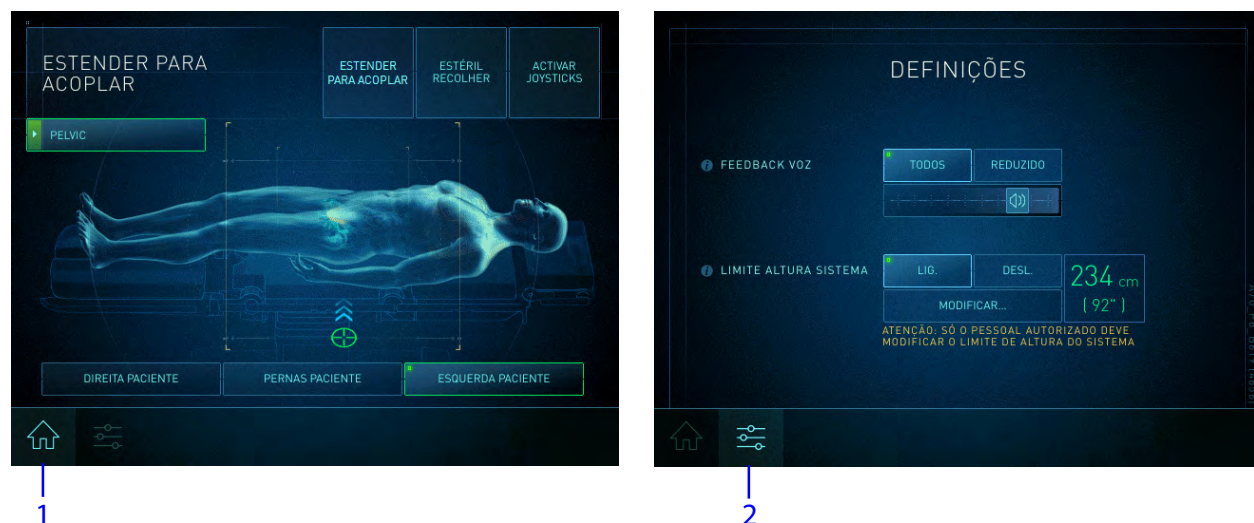 ESTENDER PARA
ACOPLAR
ESTENDER
PARA ACOPLAR
ESTÉRIL
RECOLHER
ACTIVAR
JOYSTICKS
PELVIC
DIREITA PACIENTE
PERNAS PACIENTE
ESQUERDA PACIENTE
1
DEFINIÇÕES
FEEDBACK VOZ
TODOS
REDUZIDO
LIMITE ALTURA SISTEMA
LIG.
DESL.
234 cm
(92")
MODIFICAR...
ATENÇÃO: SÓ O PESSOAL AUTORIZADO DEVE
MODIFICAR O LIMITE DE ALTURA DO SISTEMA
2